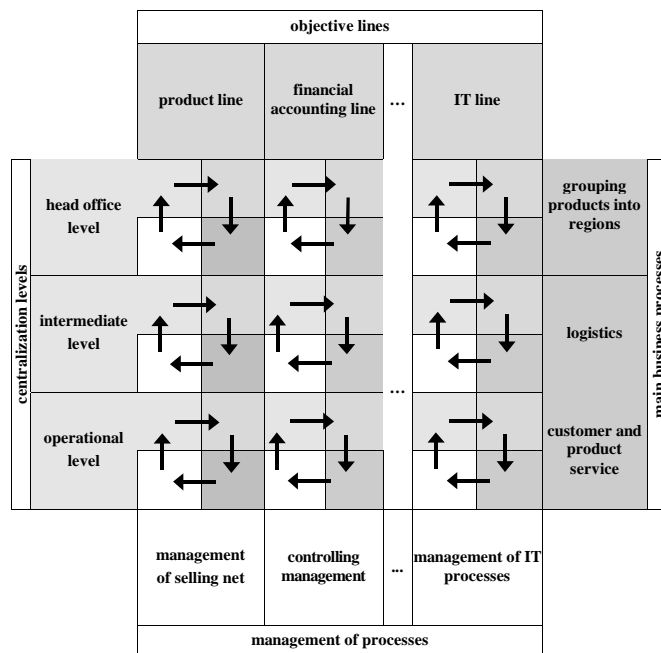 objective lines
product line
financial
accounting line
...
IT line
centralization levels
head office
level
grouping
products into
regions
main business processes
intermediate
level
logistics
...
operational
level
customer and
product
service
management
of selling net
controlling
management
...
management of IT
processes
management of processes